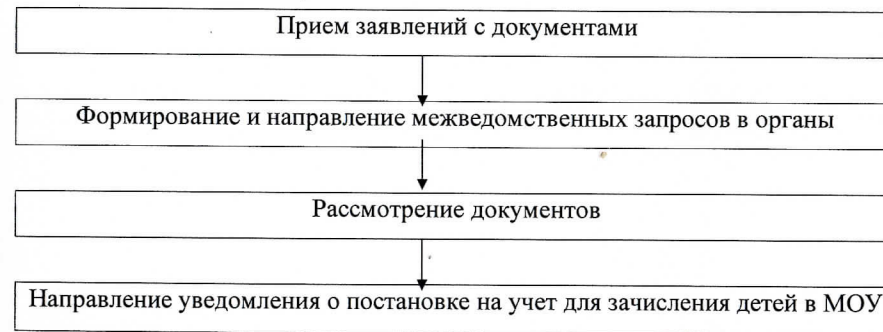 Прием заявлений с документами
Формирование и направление межведомственных запросов в органы
Рассмотрение документов
Направление уведомления о постановке на учет для зачисления детей в МОУ